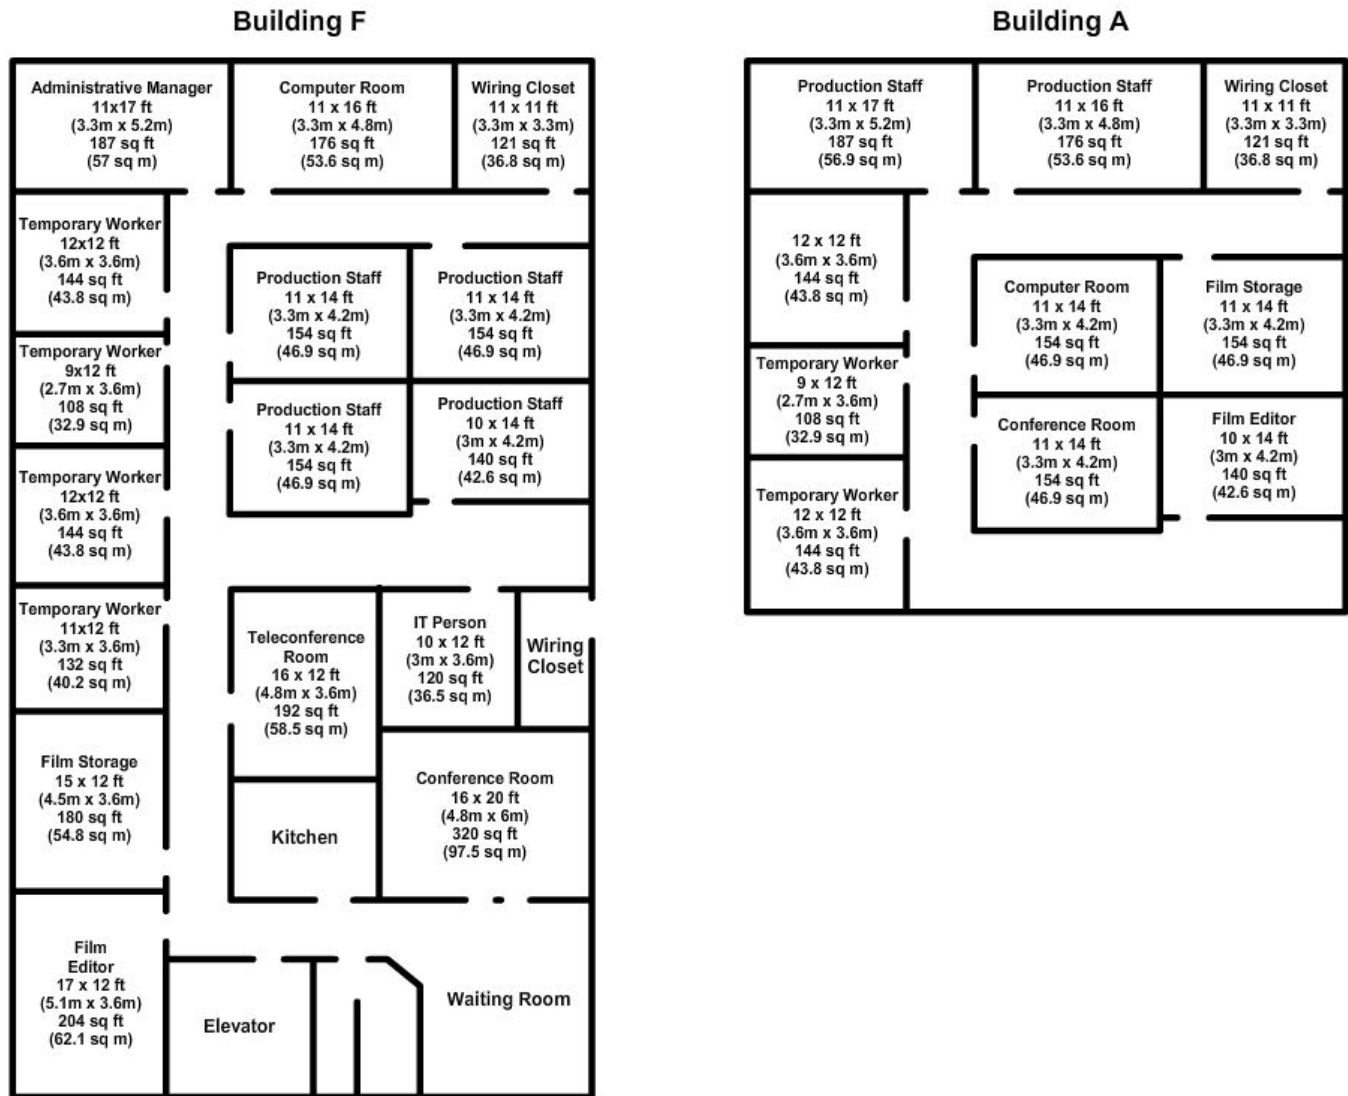 Building F
Administrative Manager
11x17 ft
(3.3m x 5.2m)
187 sq ft
(57 sq m)
Computer Room
11 x 16 ft
(3.3m x 4.8m)
176 sq ft
(53.6 sq m)
Wiring Closet
11 x 11 ft
(3.3m x 3.3m)
121 sq ft
(36.8 sq m)
Temporary Worker
12x12 ft
(3.6m x 3.6m)
144 sq ft
(43.8 sq m)
Production Staff
11 x 14 ft
(3.3m x 4.2m)
154 sq ft
(46.9 sq m)
Production Staff
11 x 14 ft
(3.3m x 4.2m)
154 sq ft
(46.9 sq m)
Temporary Worker
9x12 ft
(2.7m x 3.6m)
108 sq ft
(32.9 sq m)
Production Staff
11 x 14 ft
(3.3m x 4.2m)
154 sq ft
(46.9 sq m)
Production Staff
10 x 14 ft
(3m x 4.2m)
140 sq ft
(42.6 sq m)
Temporary Worker
12x12 ft
(3.6m x 3.6m)
144 sq ft
(43.8 sq m)
Temporary Worker
11x12 ft
(3.3m x 3.6m)
132 sq ft
(40.2 sq m)
Teleconference
Room
16 x 12 ft
(4.8m x 3.6m)
192 sq ft
(58.5 sq m)
IT Person
10 x 12 ft
(3m x 3.6m)
120 sq ft
(36.5 sq m)
Wiring
Closet
Film Storage
15 x 12 ft
(4.5m x 3.6m)
180 sq ft
(54.8 sq m)
Kitchen
Conference Room
16 x 20 ft
(4.8m x 6m)
320 sq ft
(97.5 sq m)
Film
Editor
17 x 12 ft
(5.1m x 3.6m)
204 sq ft
(62.1 sq m)
Elevator
Waiting Room
Building A
Production Staff
11 x 17 ft
(3.3m x 5.2m)
187 sq ft
(56.9 sq m)
Production Staff
11 x 16 ft
(3.3m x 4.8m)
176 sq ft
(53.6 sq m)
Wiring Closet
11 x 11 ft
(3.3m x 3.3m)
121 sq ft
(36.8 sq m)
12 x 12 ft
(3.6m x 3.6m)
144 sq ft
(43.8 sq m)
Computer Room
11 x 14 ft
(3.3m x 4.2m)
154 sq ft
(46.9 sq m)
Film Storage
11 x 14 ft
(3.3m x 4.2m)
154 sq ft
(46.9 sq m)
Temporary Worker
9 x 12 ft
(2.7m x 3.6m)
108 sq ft
(32.9 sq m)
Conference Room
11 x 14 ft
(3.3m x 4.2m)
154 sq ft
(46.9 sq m)
Film Editor
10 x 14 ft
(3m x 4.2m)
140 sq ft
(42.6 sq m)
Temporary Worker
12 x 12 ft
(3.6m x 3.6m)
144 sq ft
(43.8 sq m)